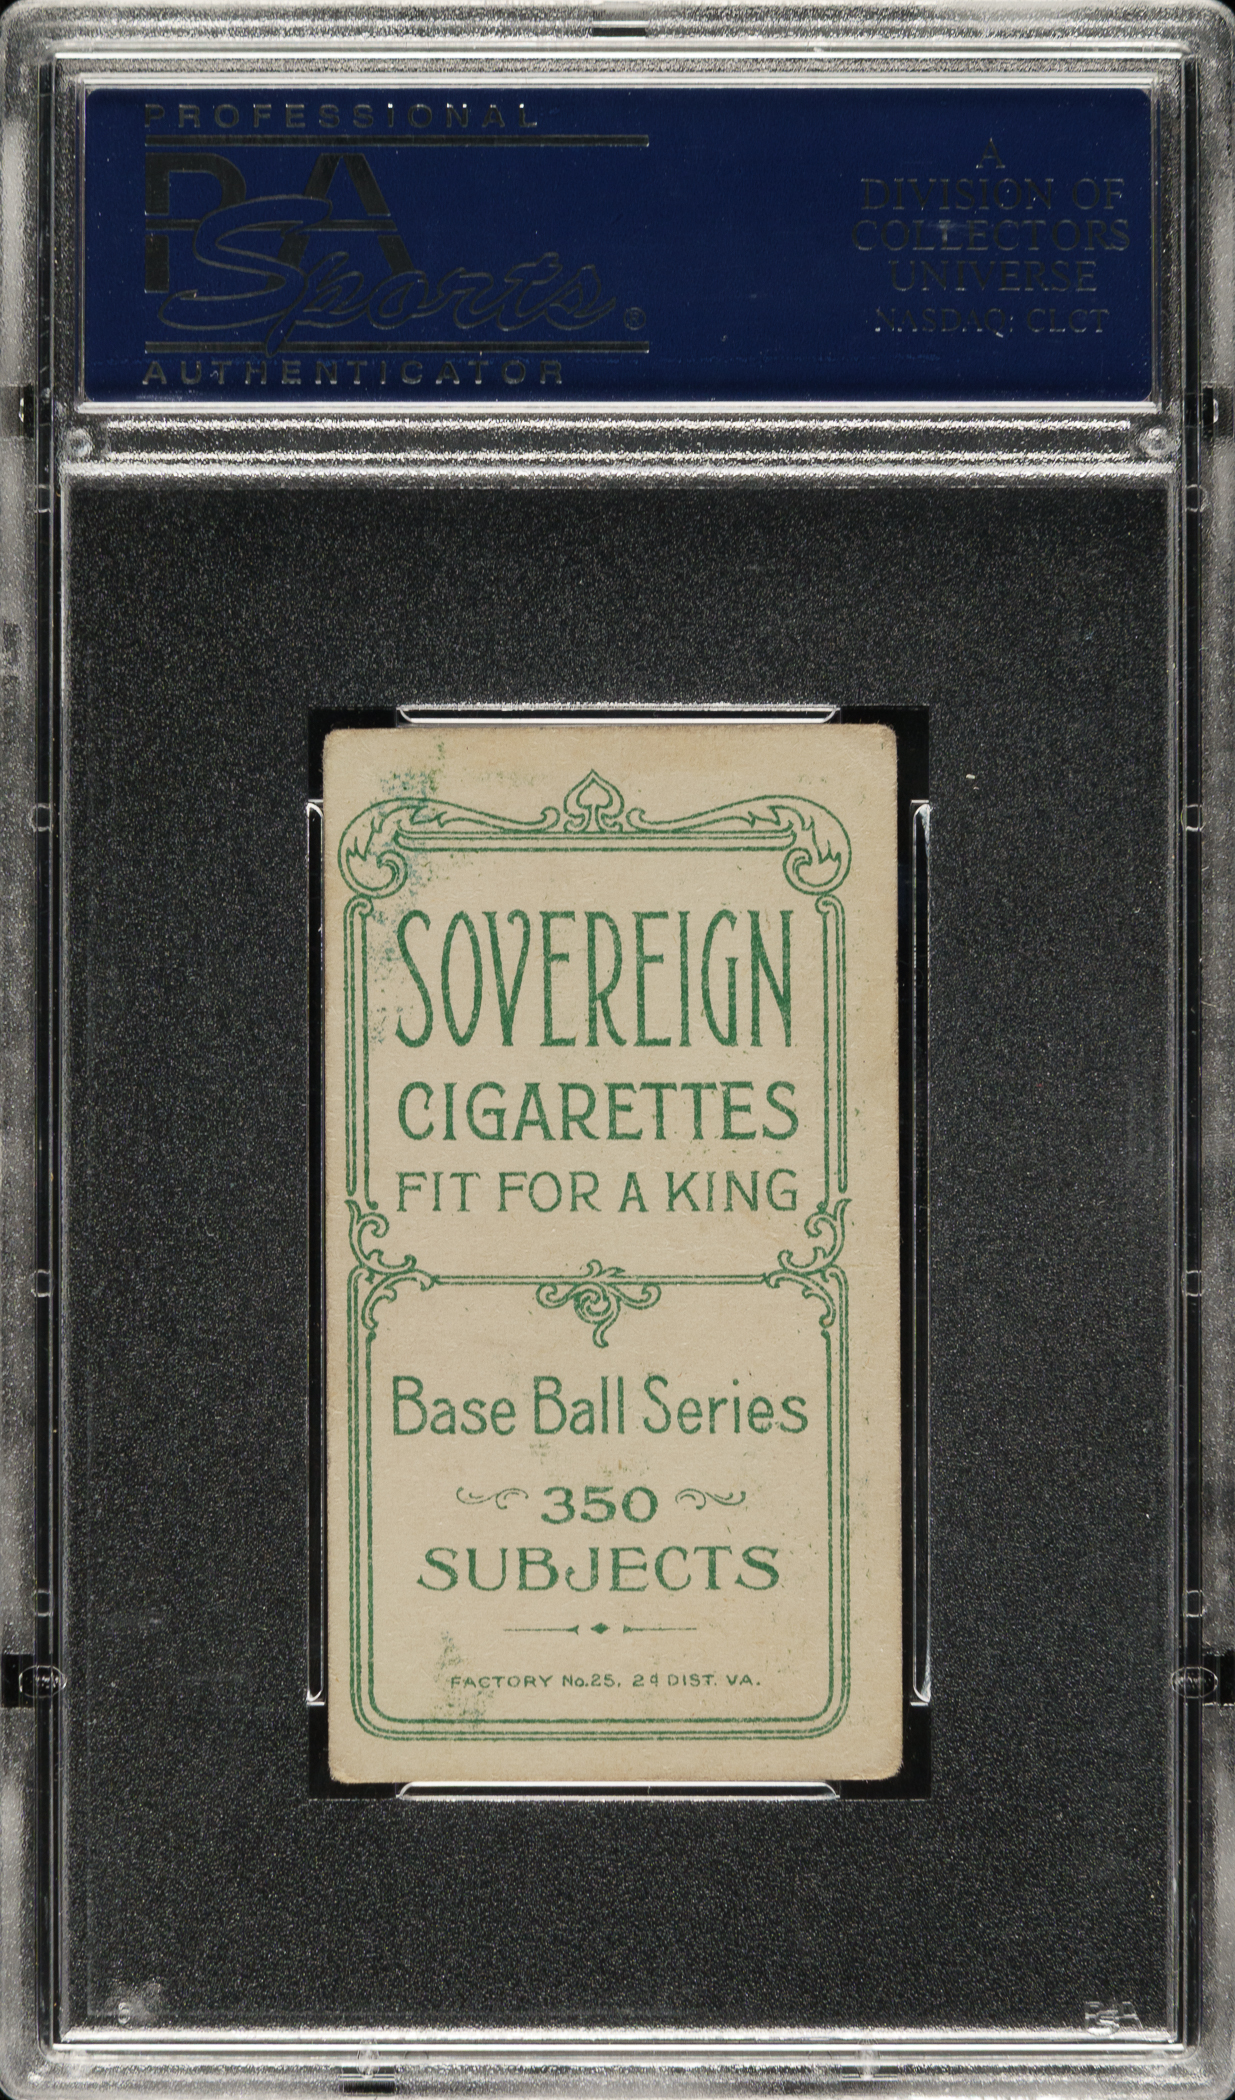 PROFESSIONAL
PSA
Sports ®
AUTHENTICATOR
A
DIVISION OF
COLLECTORS
UNIVERSE
NASDAQ: CLCT
SOVEREIGN
CIGARETTES
FIT FOR A KING
Base Ball Series
350
SUBJECTS
FACTORY No. 25, 2d DIST. VA.
PSA